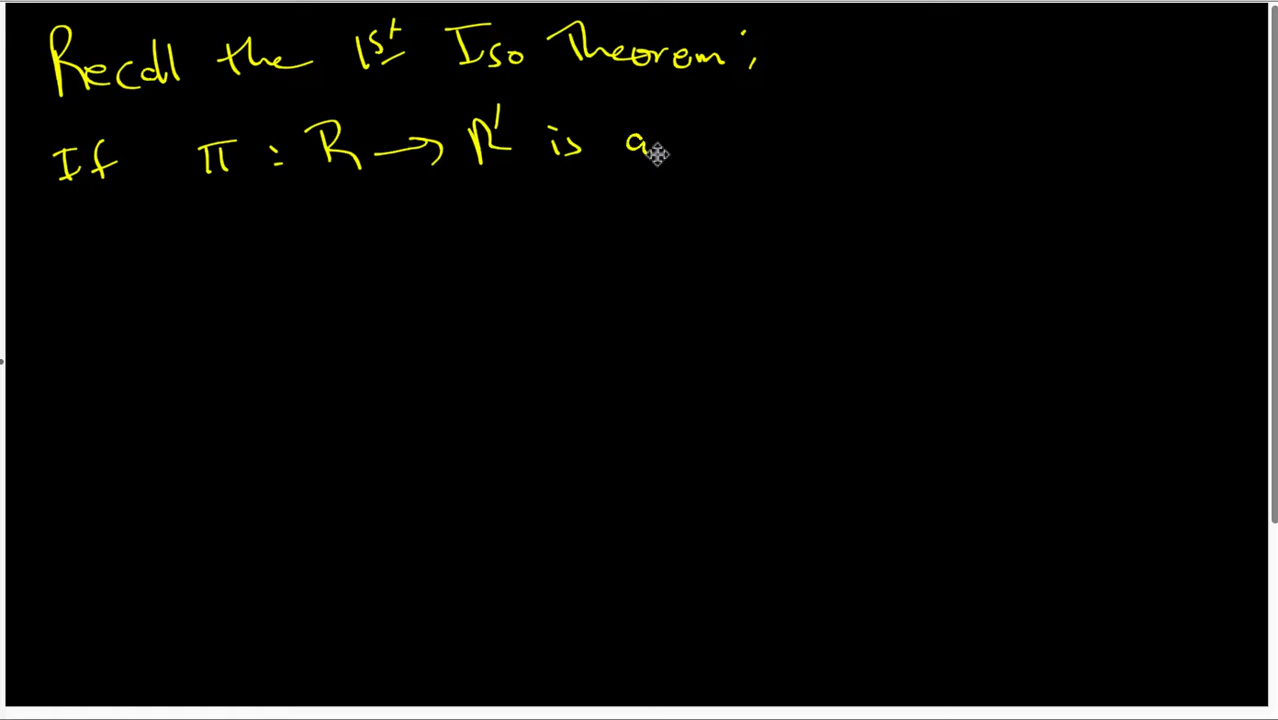 Recall the 1st Iso Theorem:
If π : R → R' is a